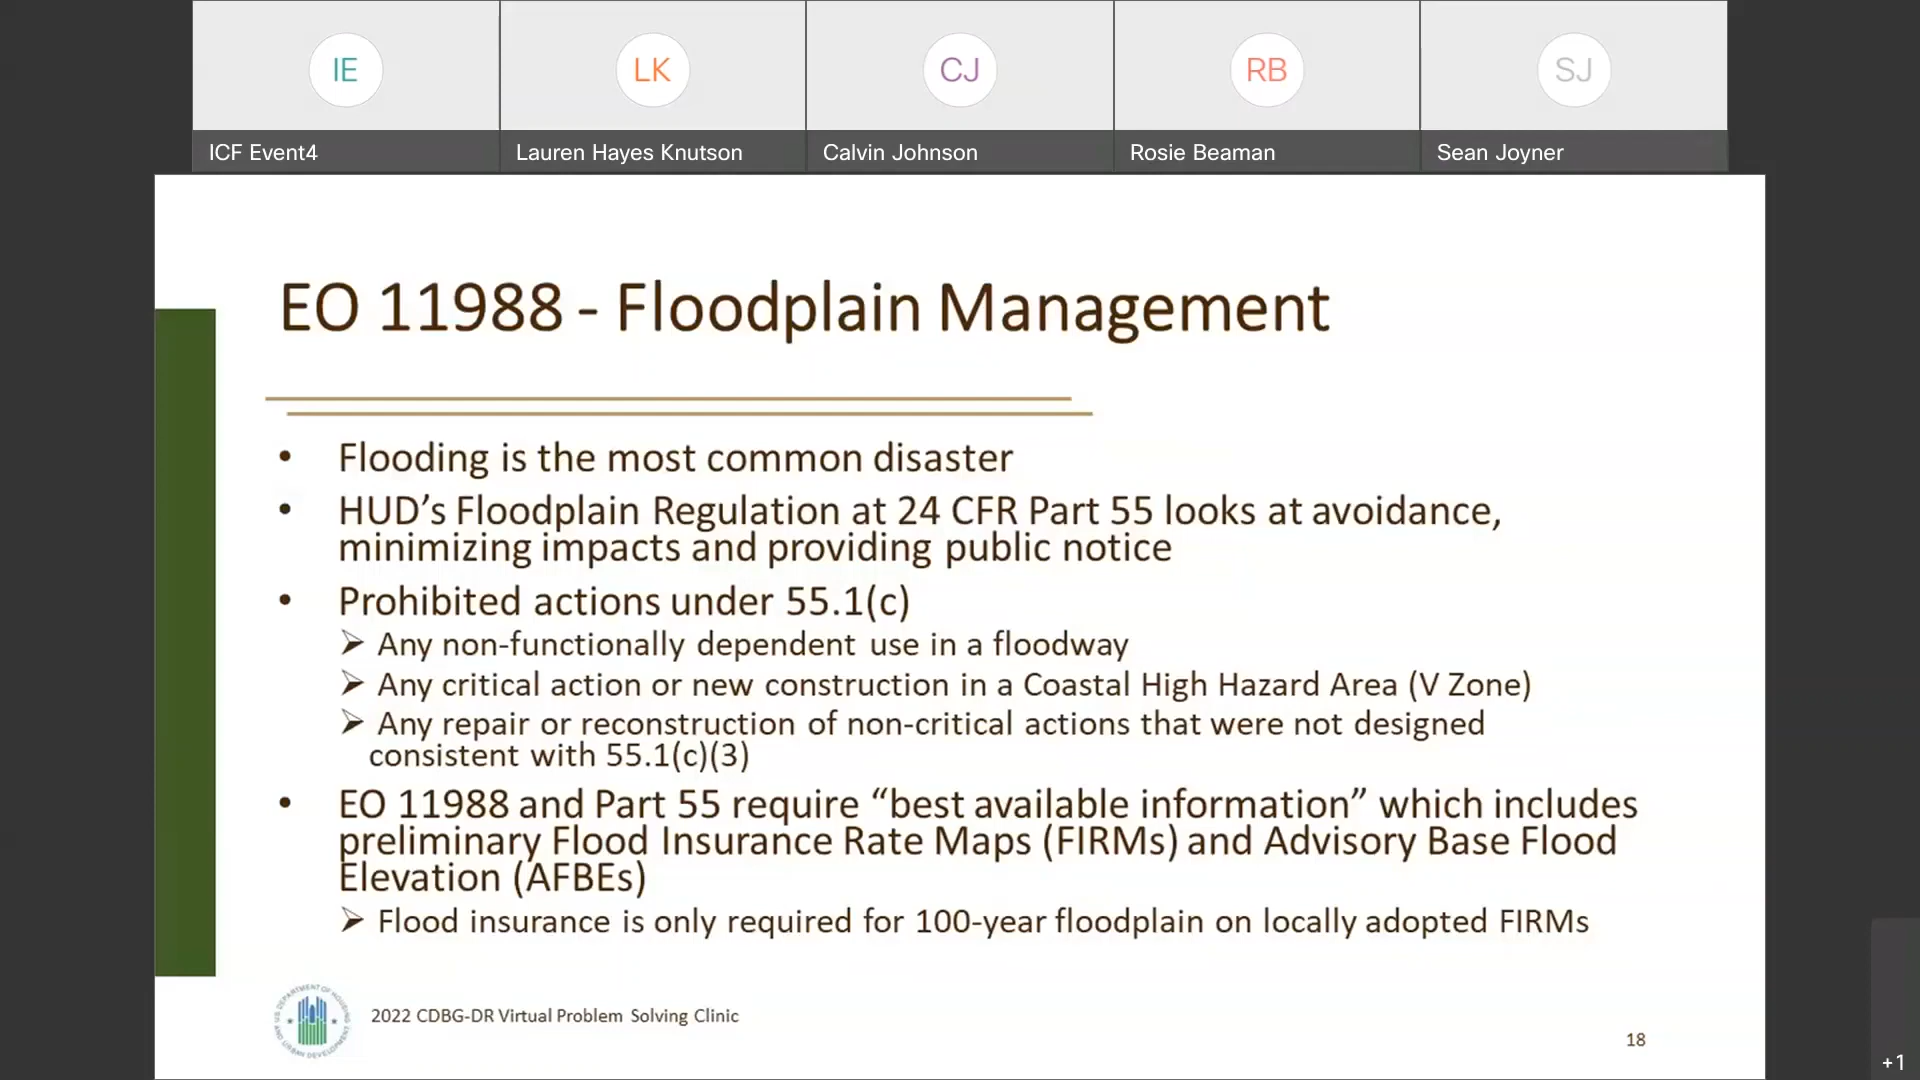 IE
LK
CJ
RB
SJ
ICF Event4
Lauren Hayes Knutson
Calvin Johnson
Rosie Beaman
Sean Joyner
EO 11988 - Floodplain Management
• Flooding is the most common disaster
• HUD’s Floodplain Regulation at 24 CFR Part 55 looks at avoidance,
minimizing impacts and providing public notice
• Prohibited actions under 55.1(c)
➢ Any non-functionally dependent use in a floodway
➢ Any critical action or new construction in a Coastal High Hazard Area (V Zone)
➢ Any repair or reconstruction of non-critical actions that were not designed
consistent with 55.1(c)(3)
• EO 11988 and Part 55 require “best available information” which includes
preliminary Flood Insurance Rate Maps (FIRMs) and Advisory Base Flood
Elevation (AFBEs)
➢ Flood insurance is only required for 100-year floodplain on locally adopted FIRMs
U.S. DEPARTMENT OF HOUSING
AND URBAN DEVELOPMENT
2022 CDBG-DR Virtual Problem Solving Clinic
18
+1